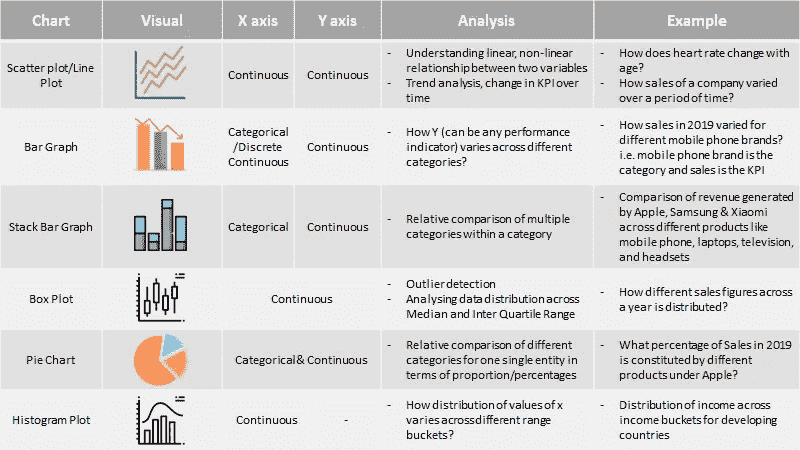 Chart
Visual
X axis
Y axis
Analysis
Example
Scatter plot/Line
Plot
Continuous
Continuous
- Understanding linear, non-linear
relationship between two variables
- Trend analysis, change in KPI over
time
- How does heart rate change with
age?
- How sales of a company varied
over a period of time?
Bar Graph
Categorical
/Discrete
Continuous
Continuous
- How Y (can be any performance
indicator) varies across different
categories?
- How sales in 2019 varied for
different mobile phone brands?
i.e. mobile phone brand is the
category and sales is the KPI
Stack Bar Graph
Categorical
Continuous
- Relative comparison of multiple
categories within a category
- Comparison of revenue generated
by Apple, Samsung & Xiaomi
across different products like
mobile phone, laptops, television,
and headsets
Box Plot
Continuous
- Outlier detection
- Analysing data distribution across
Median and Inter Quartile Range
- How different sales figures across
a year is distributed?
Pie Chart
Categorical & Continuous
- Relative comparison of different
categories for one single entity in
terms of proportion/percentages
- What percentage of Sales in 2019
is constituted by different
products under Apple?
Histogram Plot
Continuous
-
- How distribution of values of x
varies across different range
buckets?
- Distribution of income across
income buckets for developing
countries